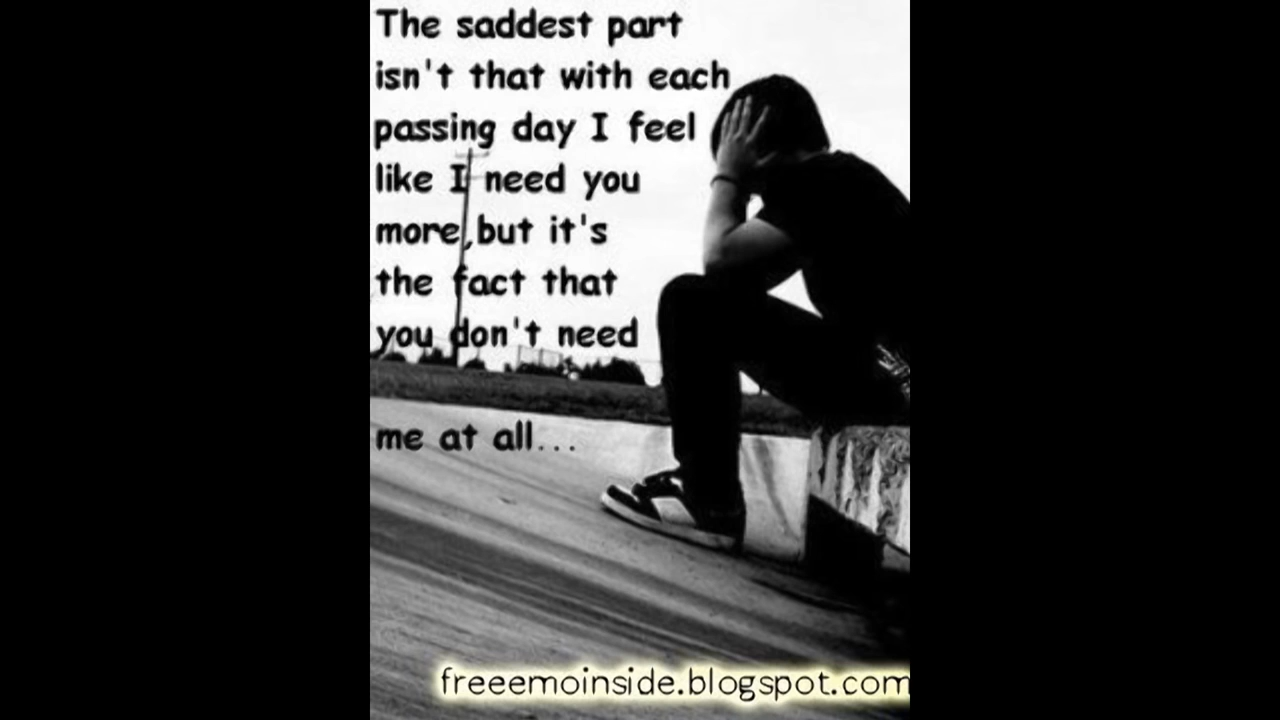 The saddest part
isn't that with each
passing day I feel
like I need you
more,but it's
the fact that
you don't need
me at all...
freeemoinside.blogspot.com